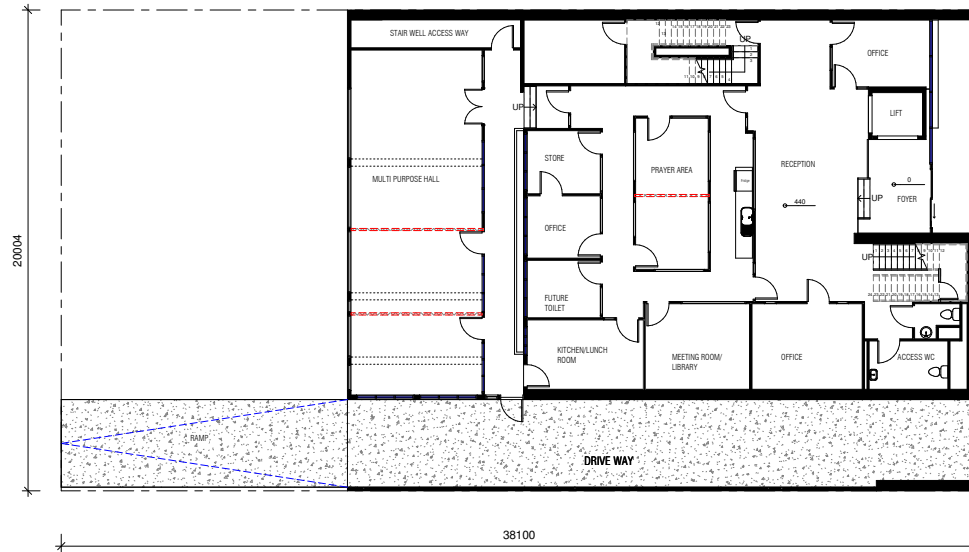 STAIR WELL ACCESS WAY
UP
OFFICE
LIFT
UP
STORE
PRAYER AREA
RECEPTION
MULTI PURPOSE HALL
0
440
UP
FOYER
OFFICE
20004
UP
FUTURE
TOILET
KITCHEN/LUNCH
ROOM
MEETING ROOM/
LIBRARY
OFFICE
ACCESS WC
RAMP
DRIVE WAY
38100